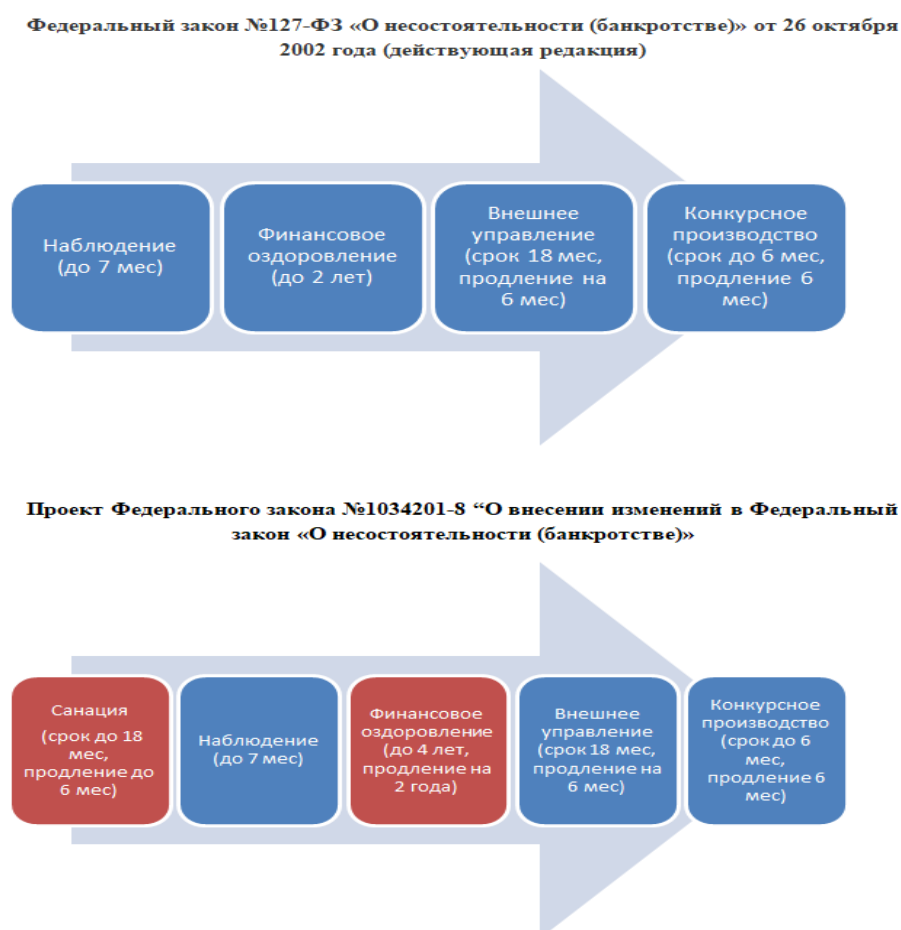 Федеральный закон №127-ФЗ «О несостоятельности (банкротстве)» от 26 октября
2002 года (действующая редакция)
Наблюдение
(до 7 мес)
Финансовое
оздоровление
(до 2 лет)
Внешнее
управление
(срок 18 мес,
продление на
6 мес)
Конкурсное
производство
(срок до 6 мес,
продление 6
мес)
Проект Федерального закона №1034201-8 “О внесении изменений в Федеральный
закон «О несостоятельности (банкротстве)»
Санация
(срок до 18
мес,
продление до
6 мес)
Наблюдение
(до 7 мес)
Финансовое
оздоровление
(до 4 лет,
продление на
2 года)
Внешнее
управление
(срок 18 мес,
продление на
6 мес)
Конкурсное
производство
(срок до 6
мес,
продление 6
мес)